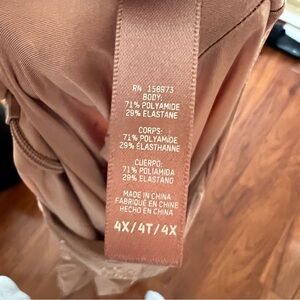 RN 158973
BODY:
71% POLYAMIDE
29% ELASTANE
CORPS:
71% POLYAMIDE
29% ÉLASTHANNE
CUERPO:
71% POLIAMIDA
29% ELASTANO
MADE IN CHINA
FABRIQUÉ EN CHINE
HECHO EN CHINA
4X/4T/4X